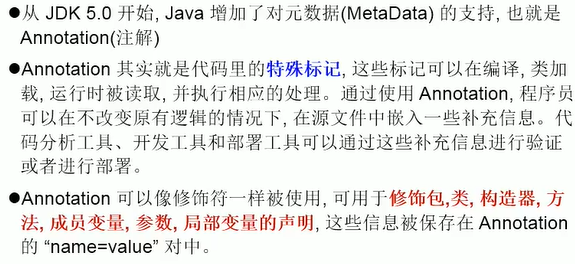 ●从 JDK 5.0 开始, Java 增加了对元数据(MetaData) 的支持, 也就是
Annotation(注解)
●Annotation 其实就是代码里的特殊标记, 这些标记可以在编译, 类加
载, 运行时被读取, 并执行相应的处理。通过使用 Annotation, 程序员
可以在不改变原有逻辑的情况下, 在源文件中嵌入一些补充信息。代
码分析工具、开发工具和部署工具可以通过这些补充信息进行验证
或者进行部署。
●Annotation 可以像修饰符一样被使用, 可用于修饰包,类, 构造器, 方
法, 成员变量, 参数, 局部变量的声明, 这些信息被保存在 Annotation
的 “name=value” 对中。